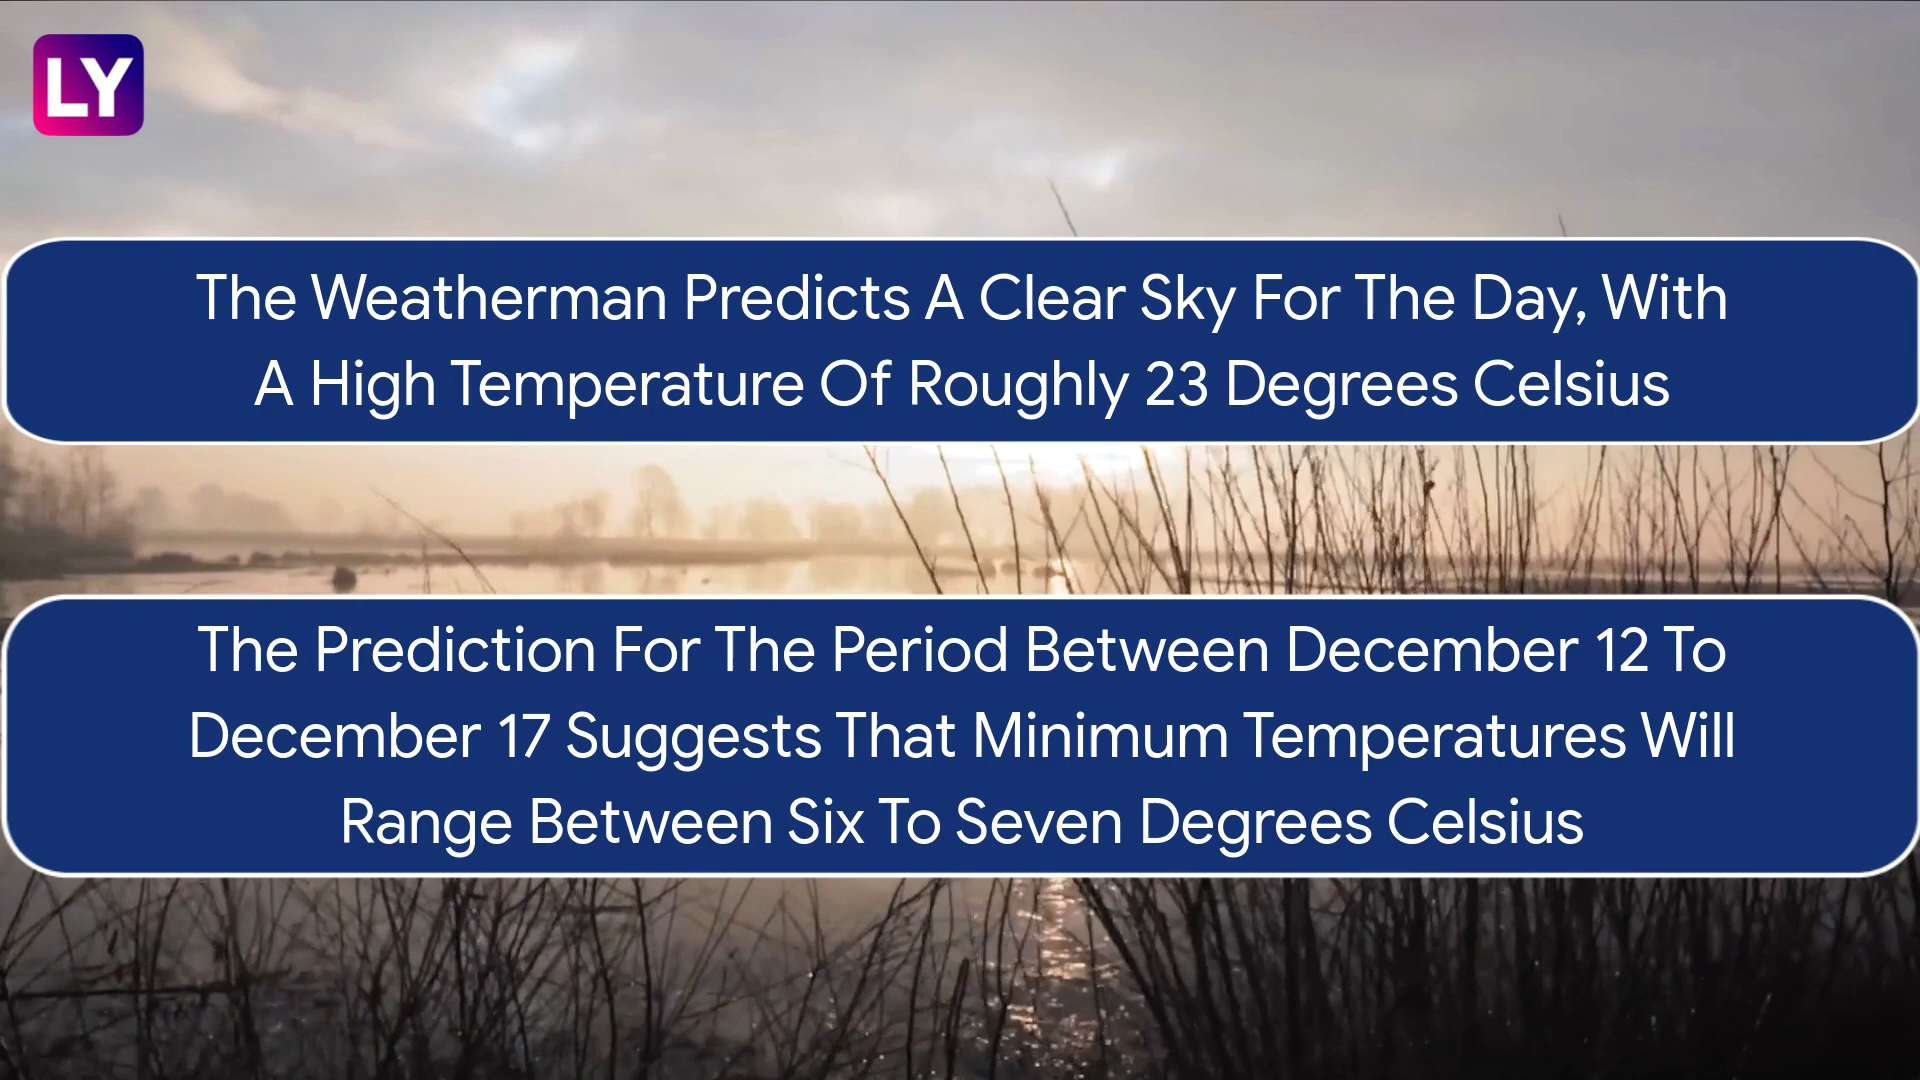 LY
The Weatherman Predicts A Clear Sky For The Day, With
A High Temperature Of Roughly 23 Degrees Celsius
The Prediction For The Period Between December 12 To
December 17 Suggests That Minimum Temperatures Will
Range Between Six To Seven Degrees Celsius